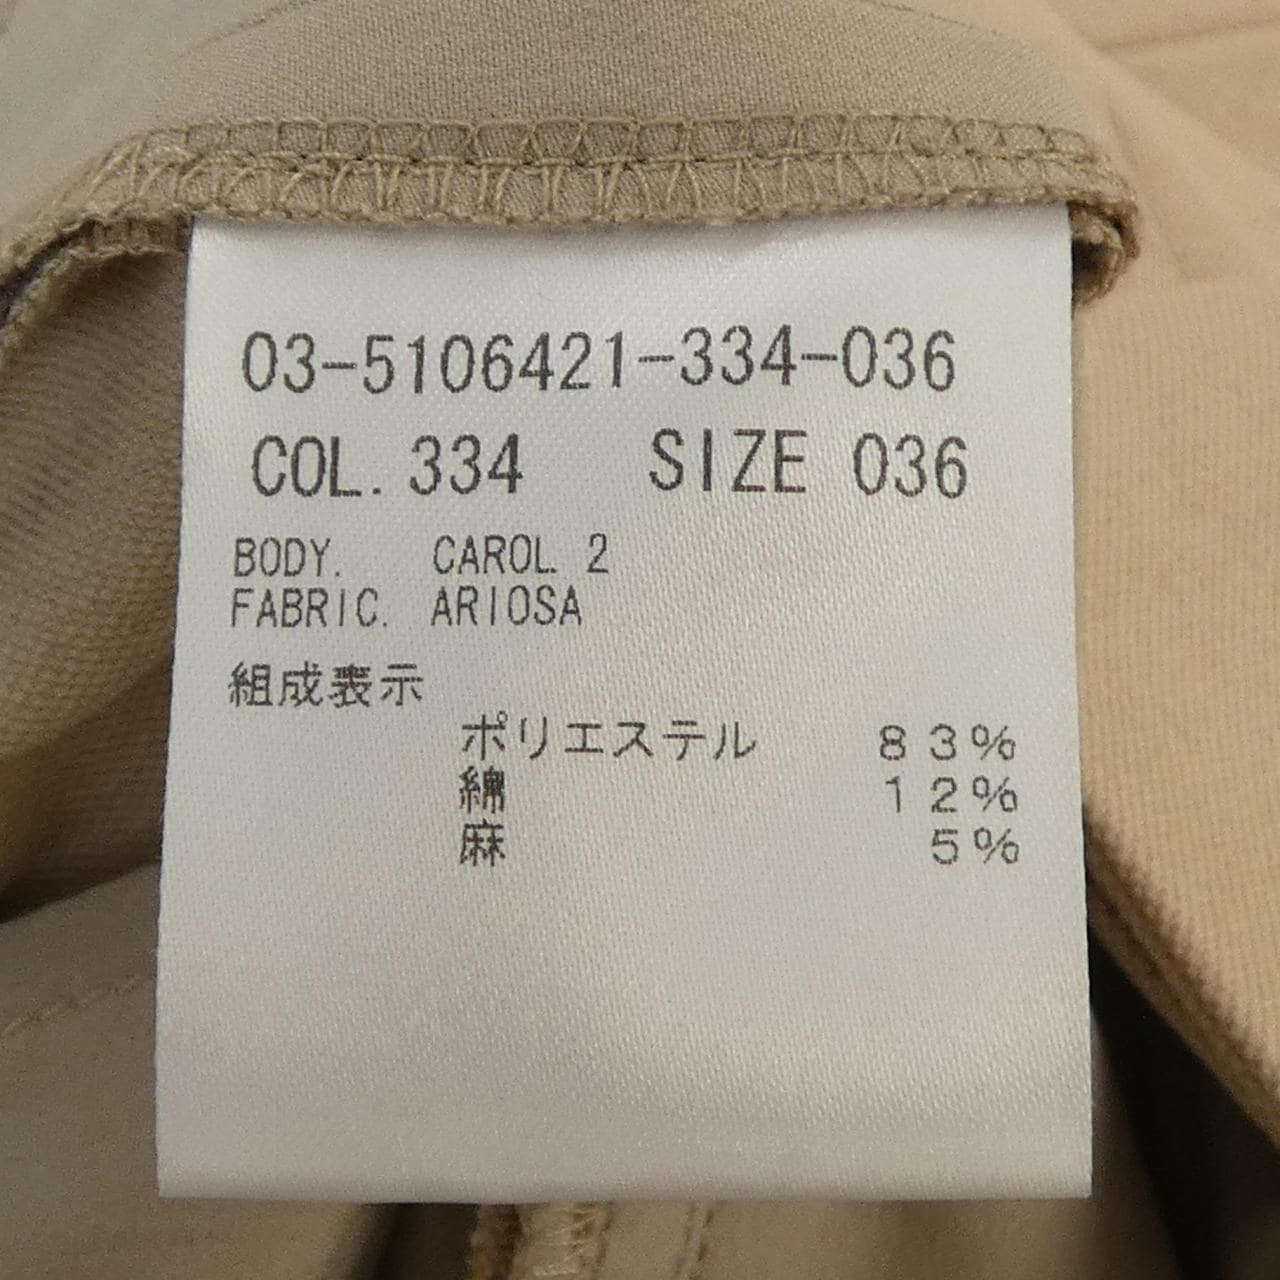 03-5106421-334-036
COL. 334 SIZE 036
BODY. CAROL 2
FABRIC. ARIOSA
組成表示
ポリエステル 83%
綿 12%
麻 5%